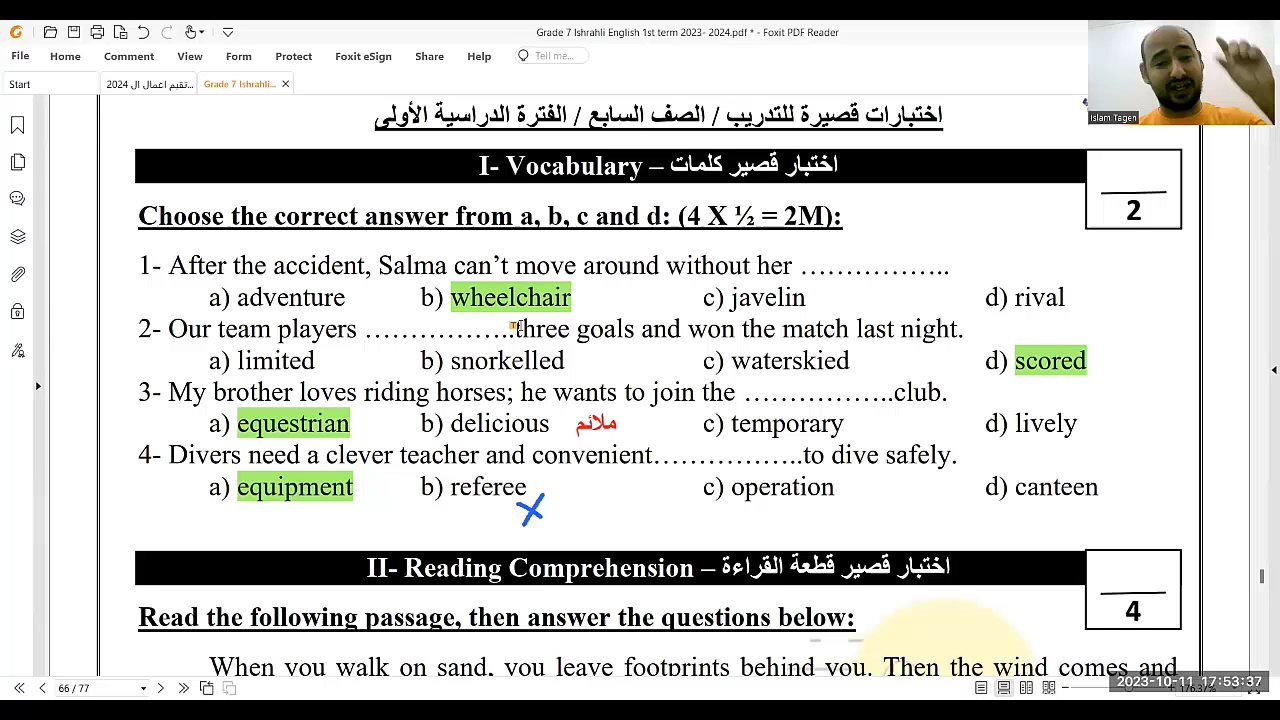 Grade 7 Ishrahli English 1st term 2023- 2024.pdf * - Foxit PDF Reader
File Home Comment View Form Protect Foxit eSign Share Help Tell me...
Start تقيم اعمال ال 2024... Grade 7 Ishrahli Englis...
Islam Tagen
اختبارات قصيرة للتدريب / الصف السابع / الفترة الدراسية الأولى
I- Vocabulary – اختبار قصير كلمات
2
Choose the correct answer from a, b, c and d: (4 X ½ = 2M):
1- After the accident, Salma can’t move around without her ……………..
a) adventure b) wheelchair c) javelin d) rival
2- Our team players ……………..three goals and won the match last night.
a) limited b) snorkelled c) waterskied d) scored
3- My brother loves riding horses; he wants to join the ……………..club.
a) equestrian b) delicious ملائم c) temporary d) lively
4- Divers need a clever teacher and convenient……………..to dive safely.
a) equipment b) referee c) operation d) canteen
II- Reading Comprehension – اختبار قصير قطعة القراءة
4
Read the following passage, then answer the questions below:
When you walk on sand, you leave footprints behind you. Then the wind comes and
66 / 77
2023-10-11 17:53:37